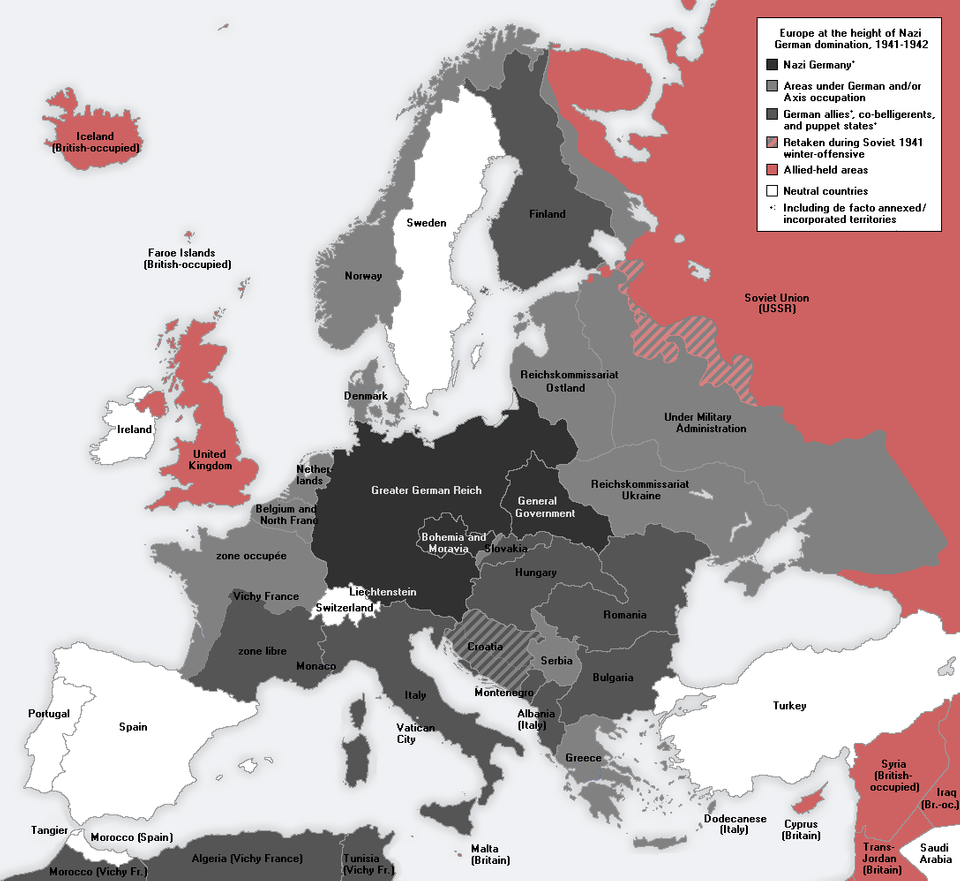 Europe at the height of Nazi
German domination, 1941-1942
Nazi Germany*
Areas under German and/or
Axis occupation
German allies*, co-belligerents,
and puppet states*
Retaken during Soviet 1941
winter-offensive
Allied-held areas
Neutral countries
Including de facto annexed/
incorporated territories
Iceland
(British-occupied)
Faroe Islands
(British-occupied)
Sweden
Finland
Norway
Soviet Union
(USSR)
Denmark
Reichskommissariat
Ostland
Under Military
Administration
Ireland
United
Kingdom
Nether-
lands
Greater German Reich
Reichskommissariat
Ukraine
General
Government
Belgium and
North Franc
Bohemia and
Moravia
Slovakia
zone occupée
Hungary
Vichy France
Liechtenstein
Switzerland
Romania
zone libre
Monaco
Croatia
Serbia
Bulgaria
Montenegro
Italy
Albania
(Italy)
Vatican
City
Portugal
Spain
Turkey
Greece
Syria
(British-
occupied)
Iraq
(Br.-oc.)
Dodecanese
(Italy)
Cyprus
(Britain)
Tangier
Morocco (Spain)
Malta
(Britain)
Trans-
Jordan
(Britain)
Saudi
Arabia
Morocco (Vichy Fr.)
Algeria (Vichy France)
Tunisia
(Vichy Fr.)